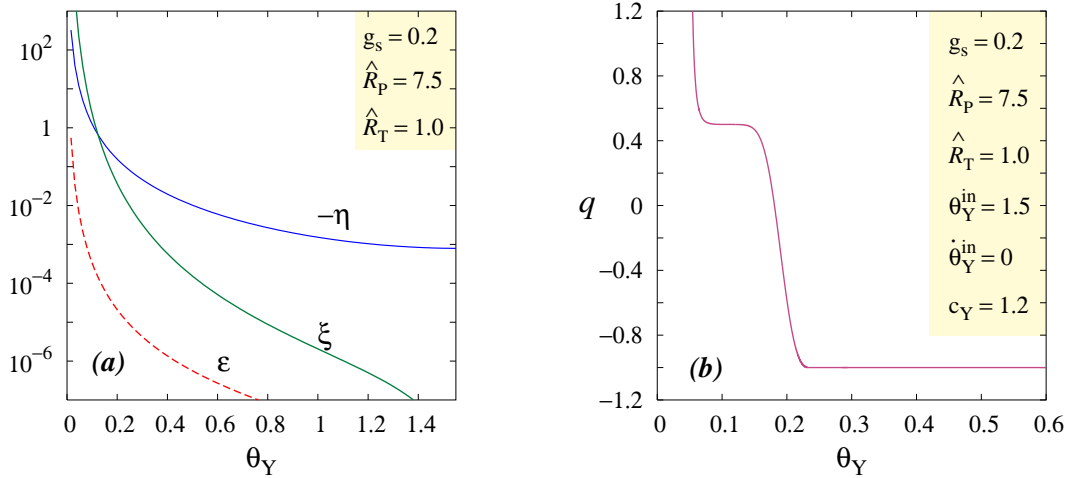 10²
1
10⁻²
10⁻⁴
10⁻⁶
g_s = 0.2
R̂_P = 7.5
R̂_T = 1.0
−η
ξ
ε
(a)
0 0.2 0.4 0.6 0.8 1 1.2 1.4
θ_Y
1.2
0.8
0.4
0
−0.4
−0.8
−1.2
q
g_s = 0.2
R̂_P = 7.5
R̂_T = 1.0
θ_Y^in = 1.5
θ̇_Y^in = 0
c_Y = 1.2
(b)
0 0.1 0.2 0.3 0.4 0.5 0.6
θ_Y